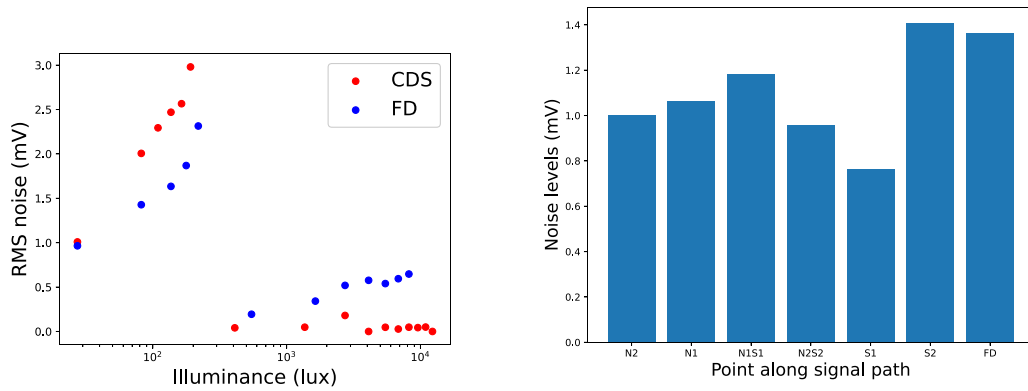 3.0
2.5
2.0
1.5
1.0
0.5
0.0
RMS noise (mV)
CDS
FD
10²
10³
10⁴
Illuminance (lux)
1.4
1.2
1.0
0.8
0.6
0.4
0.2
0.0
Noise levels (mV)
N2 N1 N1S1 N2S2 S1 S2 FD
Point along signal path